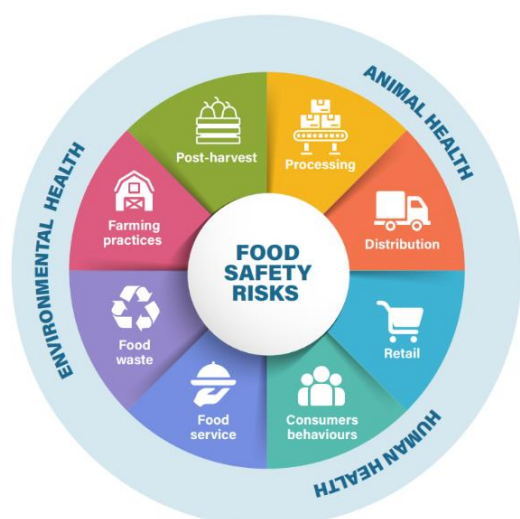 ENVIRONMENTAL HEALTH
ANIMAL HEALTH
HUMAN HEALTH
FOOD
SAFETY
RISKS
Post-harvest
Processing
Distribution
Retail
Consumers
behaviours
Food
service
Food
waste
Farming
practices